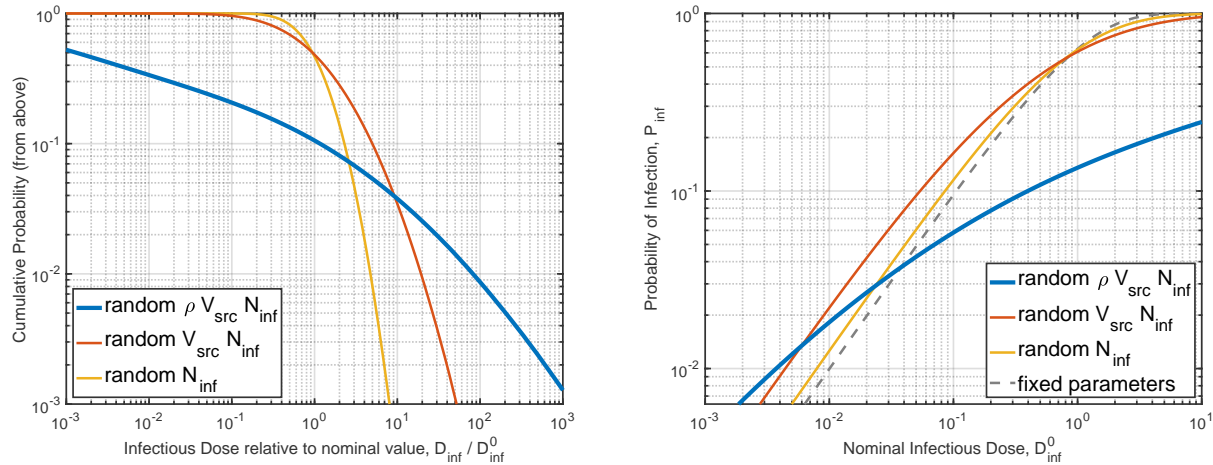 Cumulative Probability (from above)
10^0
10^-1
10^-2
10^-3
random ρ V_src N_inf
random V_src N_inf
random N_inf
10^-3
10^-2
10^-1
10^0
10^1
10^2
10^3
Infectious Dose relative to nominal value, D_inf / D_inf^0
Probability of Infection, P_inf
10^0
10^-1
10^-2
random ρ V_src N_inf
random V_src N_inf
random N_inf
fixed parameters
10^-3
10^-2
10^-1
10^0
10^1
Nominal Infectious Dose, D_inf^0